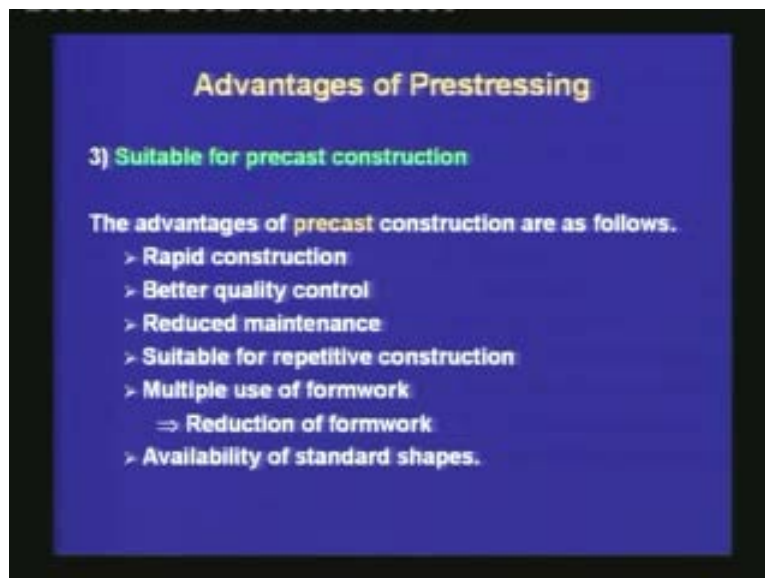 Advantages of Prestressing
3) Suitable for precast construction
The advantages of precast construction are as follows.
➢ Rapid construction
➢ Better quality control
➢ Reduced maintenance
➢ Suitable for repetitive construction
➢ Multiple use of formwork
⇒ Reduction of formwork
➢ Availability of standard shapes.